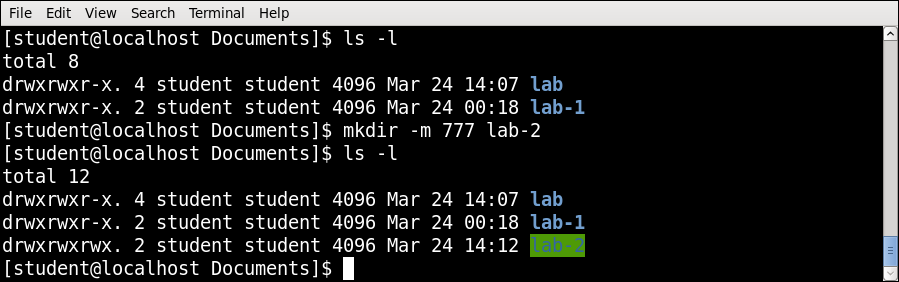 File Edit View Search Terminal Help
[student@localhost Documents]$ ls -l
total 8
drwxrwxr-x. 4 student student 4096 Mar 24 14:07 lab
drwxrwxr-x. 2 student student 4096 Mar 24 00:18 lab-1
[student@localhost Documents]$ mkdir -m 777 lab-2
[student@localhost Documents]$ ls -l
total 12
drwxrwxr-x. 4 student student 4096 Mar 24 14:07 lab
drwxrwxr-x. 2 student student 4096 Mar 24 00:18 lab-1
drwxrwxrwx. 2 student student 4096 Mar 24 14:12 lab-2
[student@localhost Documents]$